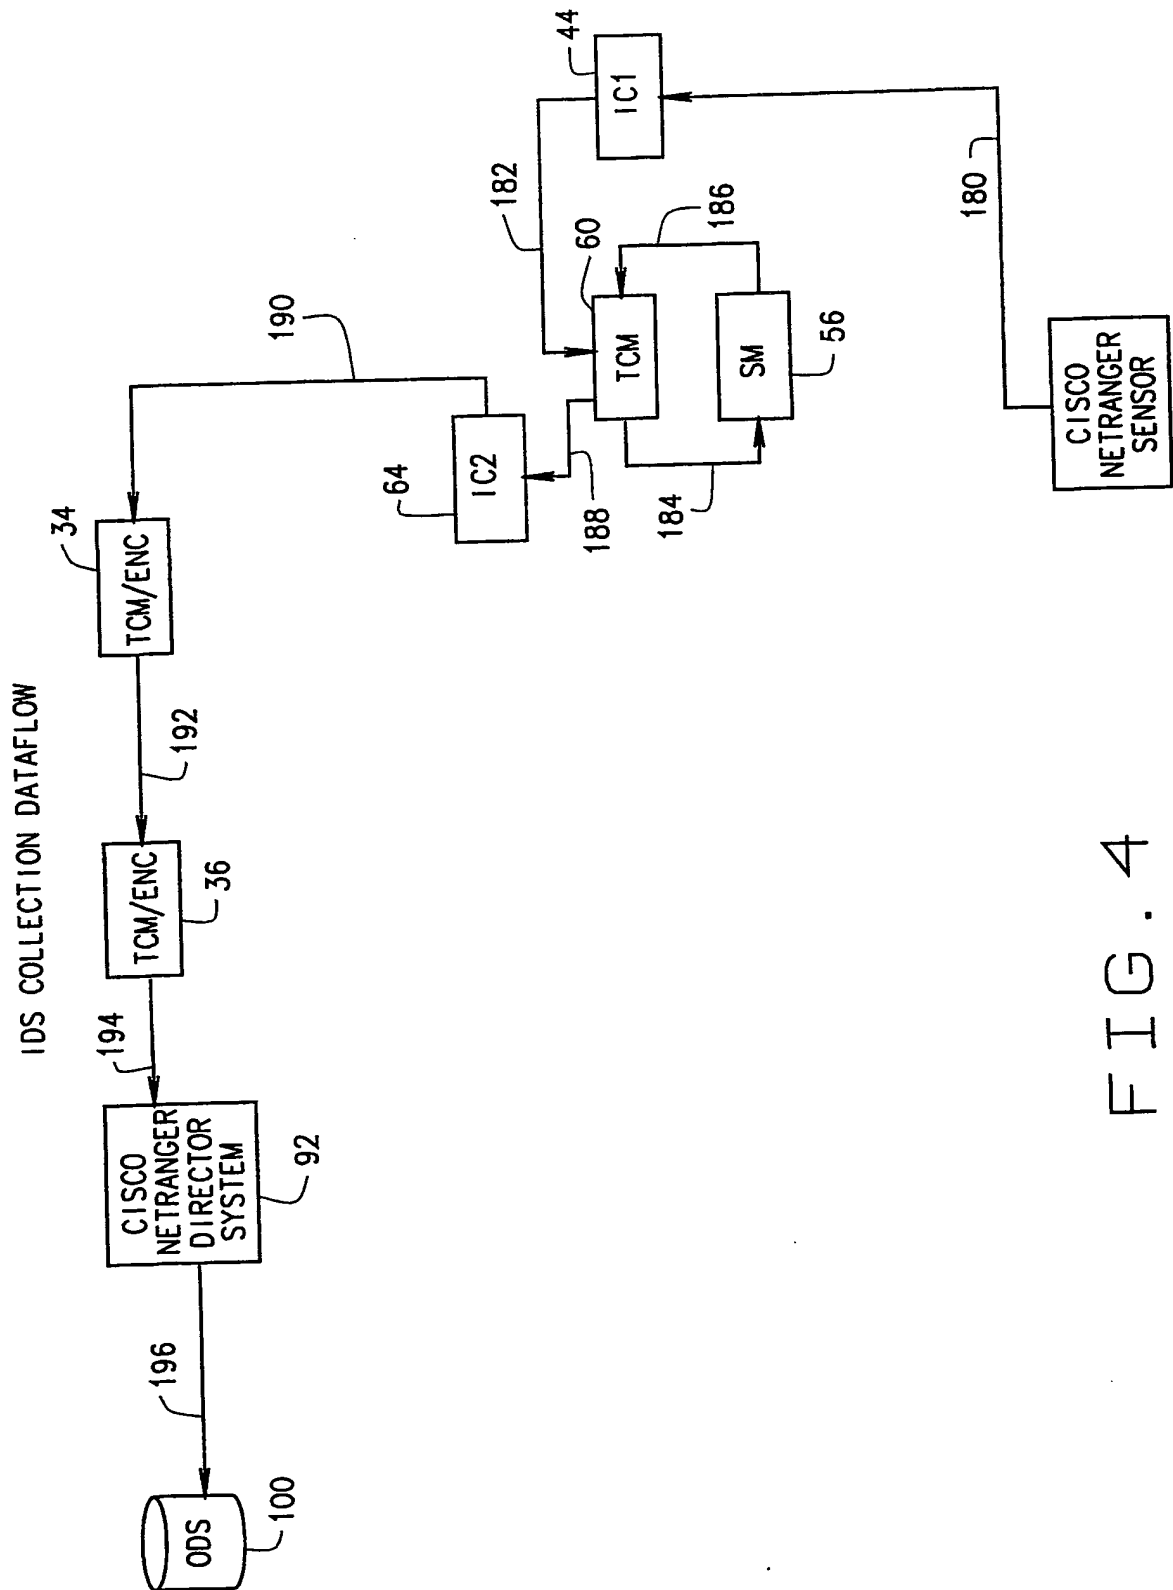 IDS COLLECTION DATAFLOW
ODS
100
196
CISCO
NETRANGER
DIRECTOR
SYSTEM
92
194
TCM/ENC
36
192
TCM/ENC
34
190
64
IC2
188
182
60
TCM
184
186
SM
56
44
IC1
180
CISCO
NETRANGER
SENSOR
FIG. 4